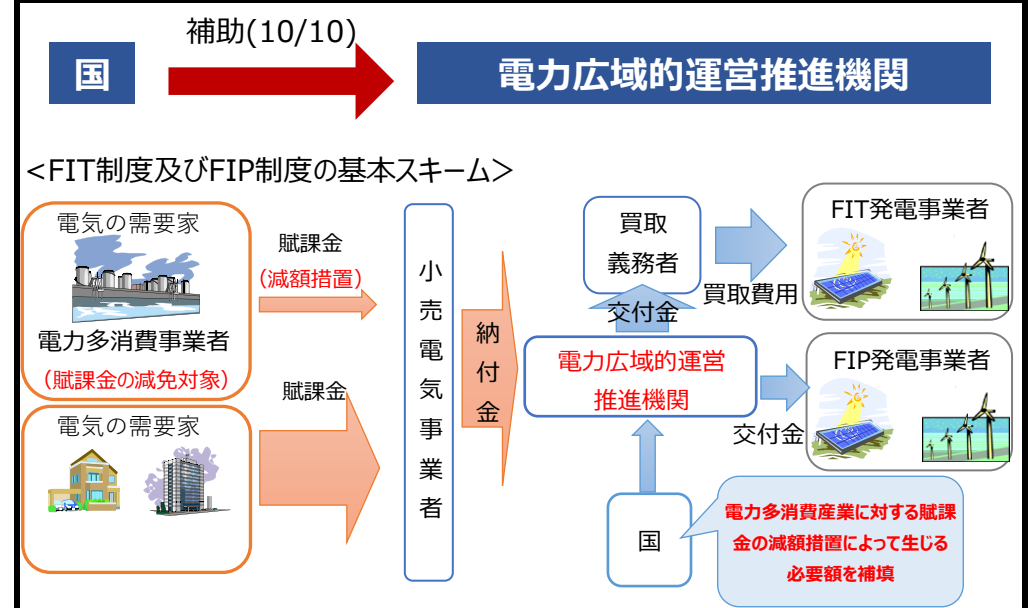 補助(10/10)
国
電力広域的運営推進機関
＜FIT制度及びFIP制度の基本スキーム＞
電気の需要家
電力多消費事業者
（賦課金の減免対象）
賦課金
（減額措置）
電気の需要家
賦課金
小売電気事業者
納付金
買取
義務者
交付金
買取費用
電力広域的運営
推進機関
交付金
国
電力多消費産業に対する賦課
金の減額措置によって生じる
必要額を補填
FIT発電事業者
FIP発電事業者